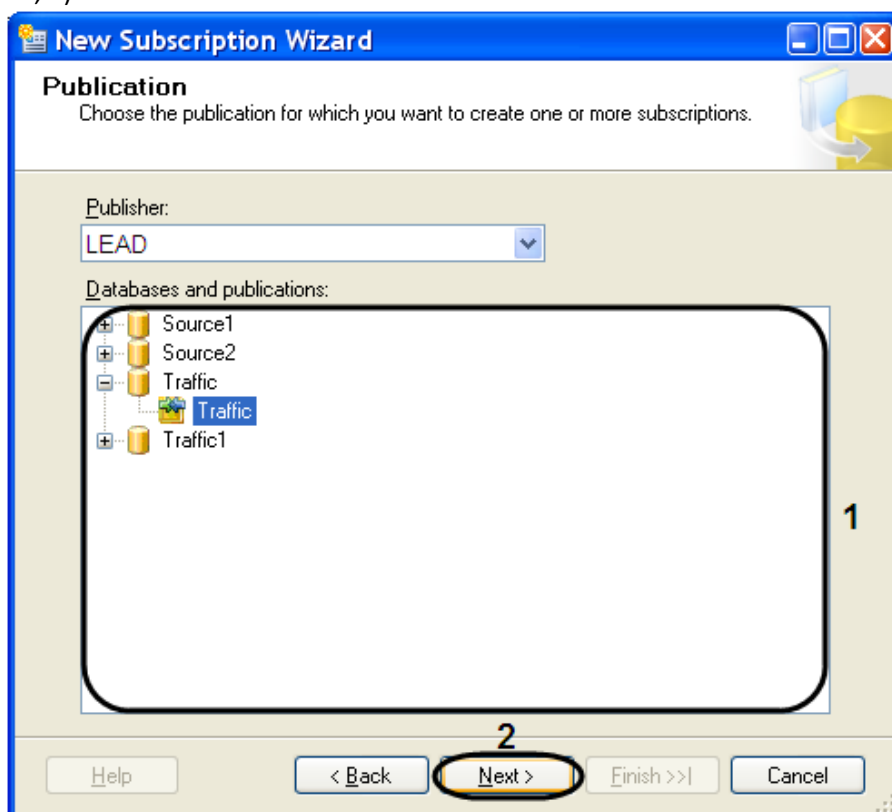 New Subscription Wizard
Publication
Choose the publication for which you want to create one or more subscriptions.
Publisher:
LEAD
Databases and publications:
Source1
Source2
Traffic
Traffic
Traffic1
1
2
Help
< Back
Next >
Finish >>|
Cancel